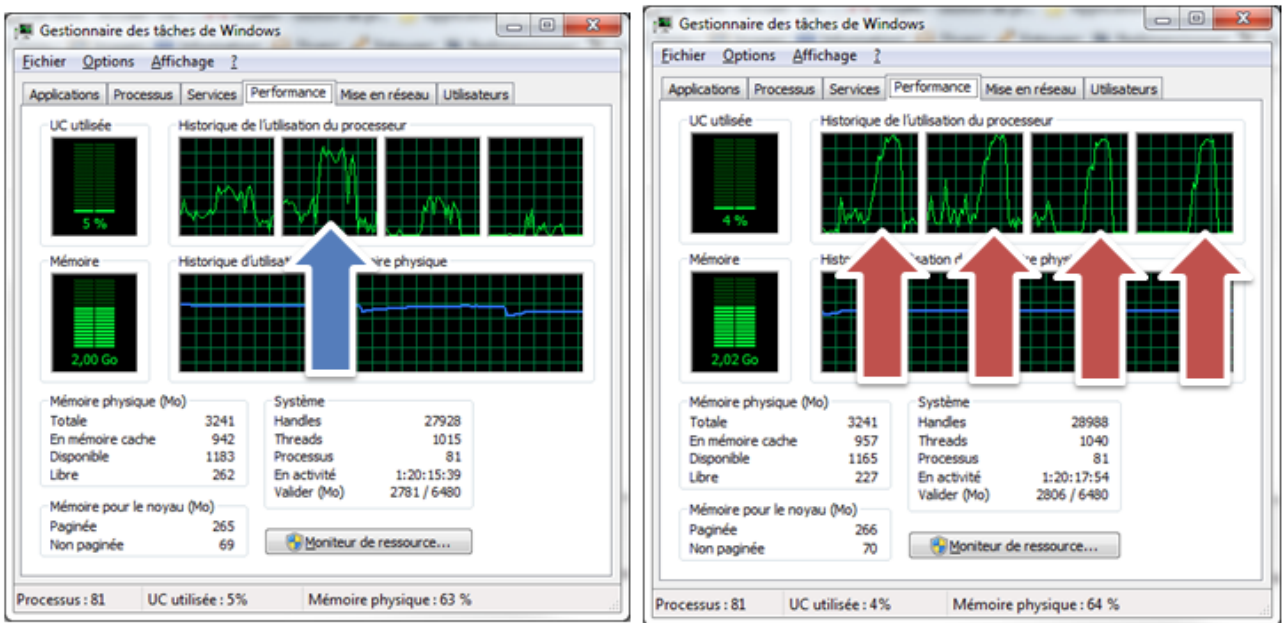 Gestionnaire des tâches de Windows
Fichier Options Affichage ?
Applications Processus Services Performance Mise en réseau Utilisateurs
UC utilisée
Historique de l'utilisation du processeur
5 %
Mémoire
Historique d'utilisa ire physique
2,00 Go
Mémoire physique (Mo)
Totale 3241
En mémoire cache 942
Disponible 1183
Libre 262
Système
Handles 27928
Threads 1015
Processus 81
En activité 1:20:15:39
Valider (Mo) 2781 / 6480
Mémoire pour le noyau (Mo)
Paginée 265
Non paginée 69
Moniteur de ressource...
Processus : 81 UC utilisée : 5% Mémoire physique : 63 %
Gestionnaire des tâches de Windows
Fichier Options Affichage ?
Applications Processus Services Performance Mise en réseau Utilisateurs
UC utilisée
Historique de l'utilisation du processeur
4 %
Mémoire
Histo isation d re phys
2,02 Go
Mémoire physique (Mo)
Totale 3241
En mémoire cache 957
Disponible 1165
Libre 227
Système
Handles 28988
Threads 1040
Processus 81
En activité 1:20:17:54
Valider (Mo) 2806 / 6480
Mémoire pour le noyau (Mo)
Paginée 266
Non paginée 70
Moniteur de ressource...
Processus : 81 UC utilisée : 4% Mémoire physique : 64 %